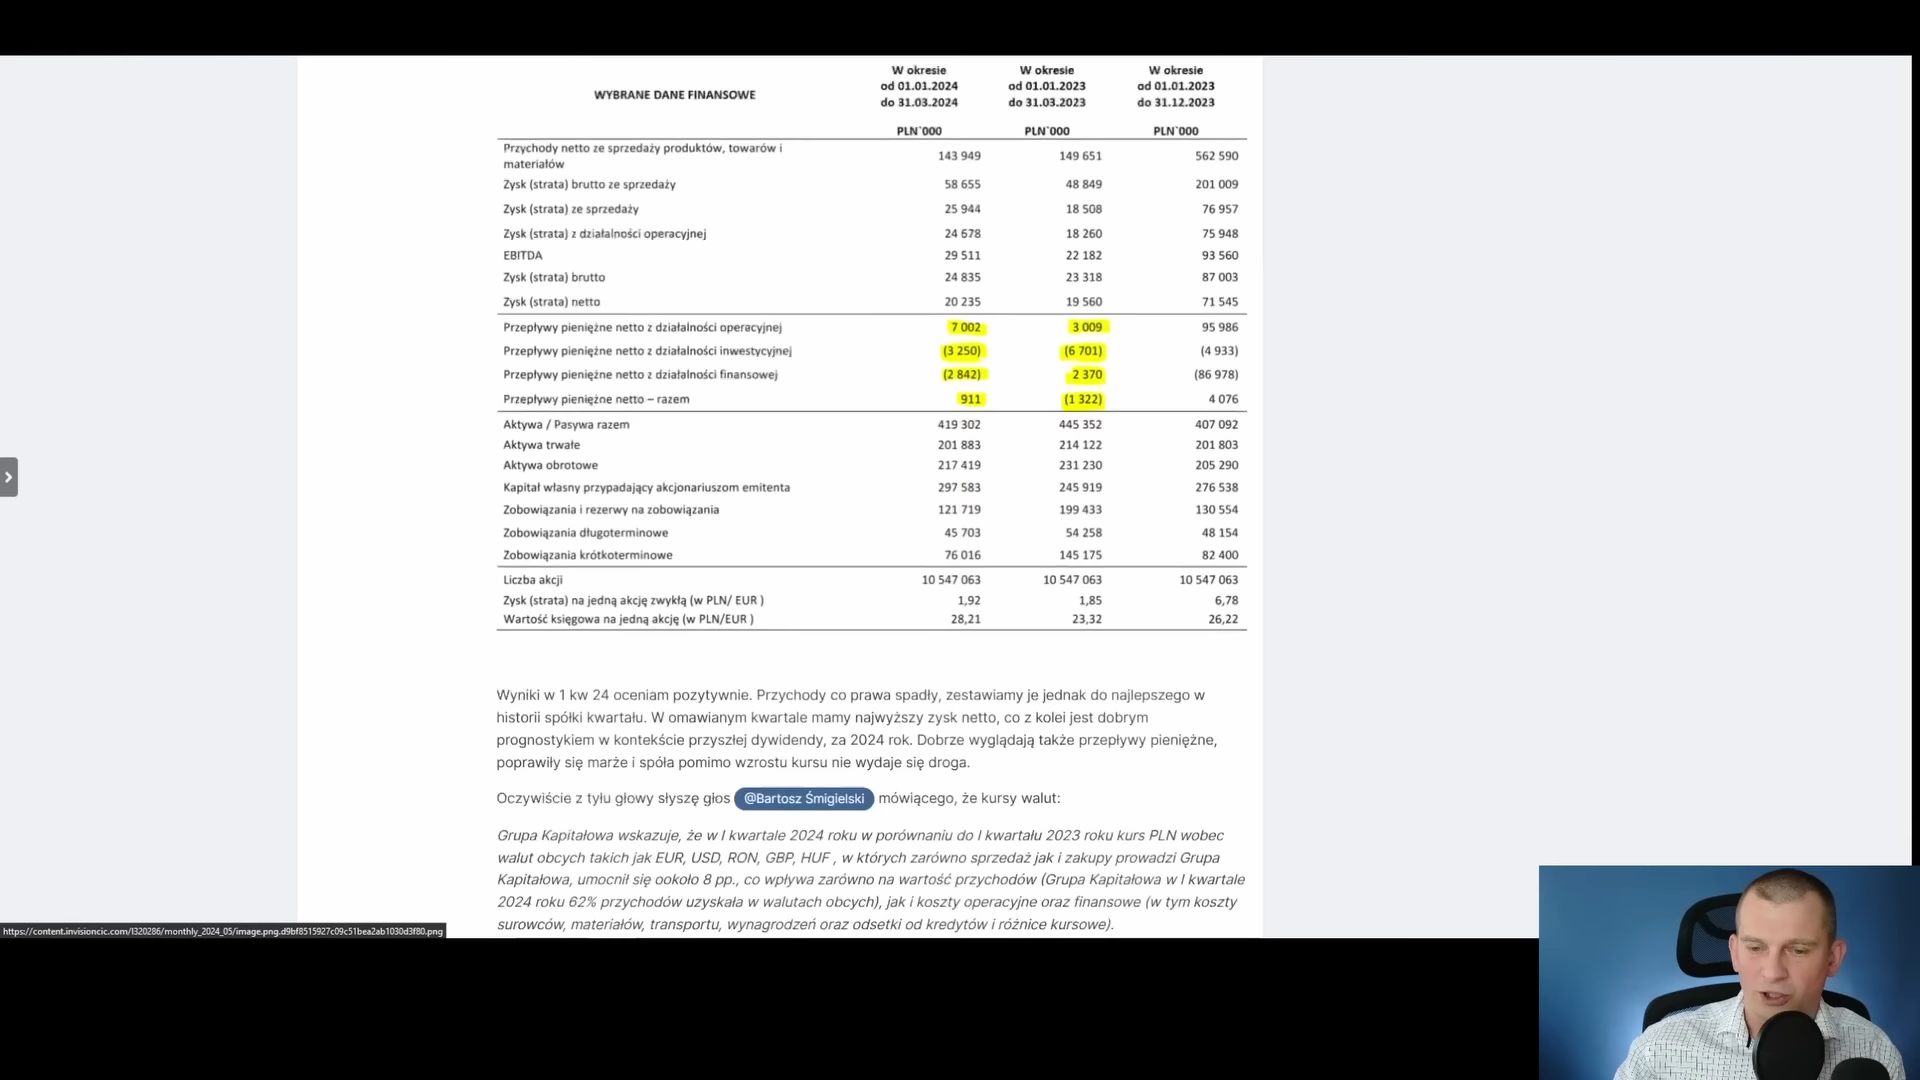 WYBRANE DANE FINANSOWE
W okresie od 01.01.2024 do 31.03.2024
W okresie od 01.01.2023 do 31.03.2023
W okresie od 01.01.2023 do 31.12.2023
PLN`000 PLN`000 PLN`000
Przychody netto ze sprzedaży produktów, towarów i materiałów 143 949 149 651 562 590
Zysk (strata) brutto ze sprzedaży 58 655 48 849 201 009
Zysk (strata) ze sprzedaży 25 944 18 508 76 957
Zysk (strata) z działalności operacyjnej 24 678 18 260 75 948
EBITDA 29 511 22 182 93 560
Zysk (strata) brutto 24 835 23 318 87 003
Zysk (strata) netto 20 235 19 560 71 545
Przepływy pieniężne netto z działalności operacyjnej 7 002 3 009 95 986
Przepływy pieniężne netto z działalności inwestycyjnej (3 250) (6 701) (4 933)
Przepływy pieniężne netto z działalności finansowej (2 842) 2 370 (86 978)
Przepływy pieniężne netto – razem 911 (1 322) 4 076
Aktywa / Pasywa razem 419 302 445 352 407 092
Aktywa trwałe 201 883 214 122 201 803
Aktywa obrotowe 217 419 231 230 205 290
Kapitał własny przypadający akcjonariuszom emitenta 297 583 245 919 276 538
Zobowiązania i rezerwy na zobowiązania 121 719 199 433 130 554
Zobowiązania długoterminowe 45 703 54 258 48 154
Zobowiązania krótkoterminowe 76 016 145 175 82 400
Liczba akcji 10 547 063 10 547 063 10 547 063
Zysk (strata) na jedną akcję zwykłą (w PLN/ EUR ) 1,92 1,85 6,78
Wartość księgowa na jedną akcję (w PLN/EUR ) 28,21 23,32 26,22
Wyniki w 1 kw 24 oceniam pozytywnie. Przychody co prawa spadły, zestawiamy je jednak do najlepszego w
historii spółki kwartału. W omawianym kwartale mamy najwyższy zysk netto, co z kolei jest dobrym
prognostykiem w kontekście przyszłej dywidendy, za 2024 rok. Dobrze wyglądają także przepływy pieniężne,
poprawiły się marże i spóła pomimo wzrostu kursu nie wydaje się droga.
Oczywiście z tyłu głowy słyszę głos @Bartosz Śmigielski mówiącego, że kursy walut:
Grupa Kapitałowa wskazuje, że w I kwartale 2024 roku w porównaniu do I kwartału 2023 roku kurs PLN wobec
walut obcych takich jak EUR, USD, RON, GBP, HUF , w których zarówno sprzedaż jak i zakupy prowadzi Grupa
Kapitałowa, umocnił się ookoło 8 pp., co wpływa zarówno na wartość przychodów (Grupa Kapitałowa w I kwartale
2024 roku 62% przychodów uzyskała w walutach obcych), jak i koszty operacyjne oraz finansowe (w tym koszty
surowców, materiałów, transportu, wynagrodzeń oraz odsetki od kredytów i różnice kursowe).
https://content.invisioncic.com/l320286/monthly_2024_05/image.png.d9bf8515927c09c51bea2ab1030d3f80.png